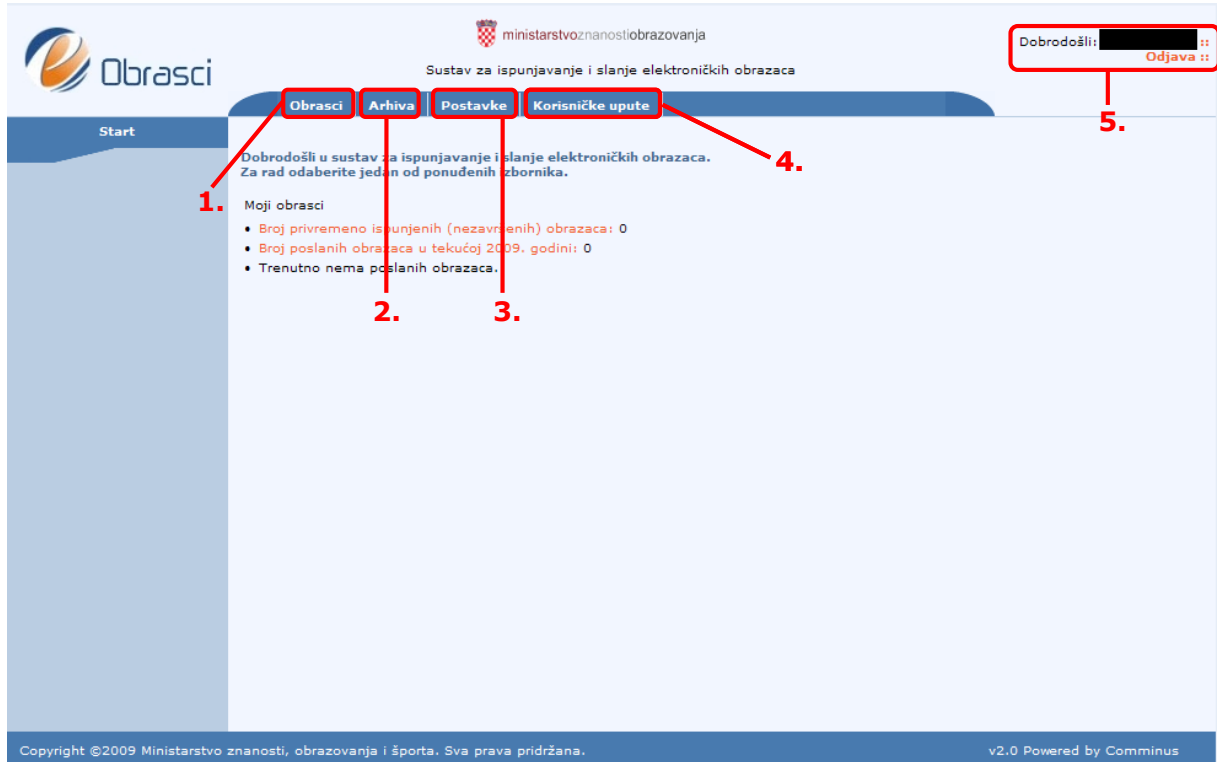 Obrasci
ministarstvoznanostiobrazovanja
Sustav za ispunjavanje i slanje elektroničkih obrazaca
Dobrodošli: ::
Odjava ::
5.
Obrasci Arhiva Postavke Korisničke upute
Start
Dobrodošli u sustav za ispunjavanje i slanje elektroničkih obrazaca.
Za rad odaberite jedan od ponuđenih izbornika.
4.
1.
Moji obrasci
• Broj privremeno ispunjenih (nezavršenih) obrazaca: 0
• Broj poslanih obrazaca u tekućoj 2009. godini: 0
• Trenutno nema poslanih obrazaca.
2. 3.
Copyright ©2009 Ministarstvo znanosti, obrazovanja i športa. Sva prava pridržana. v2.0 Powered by Comminus